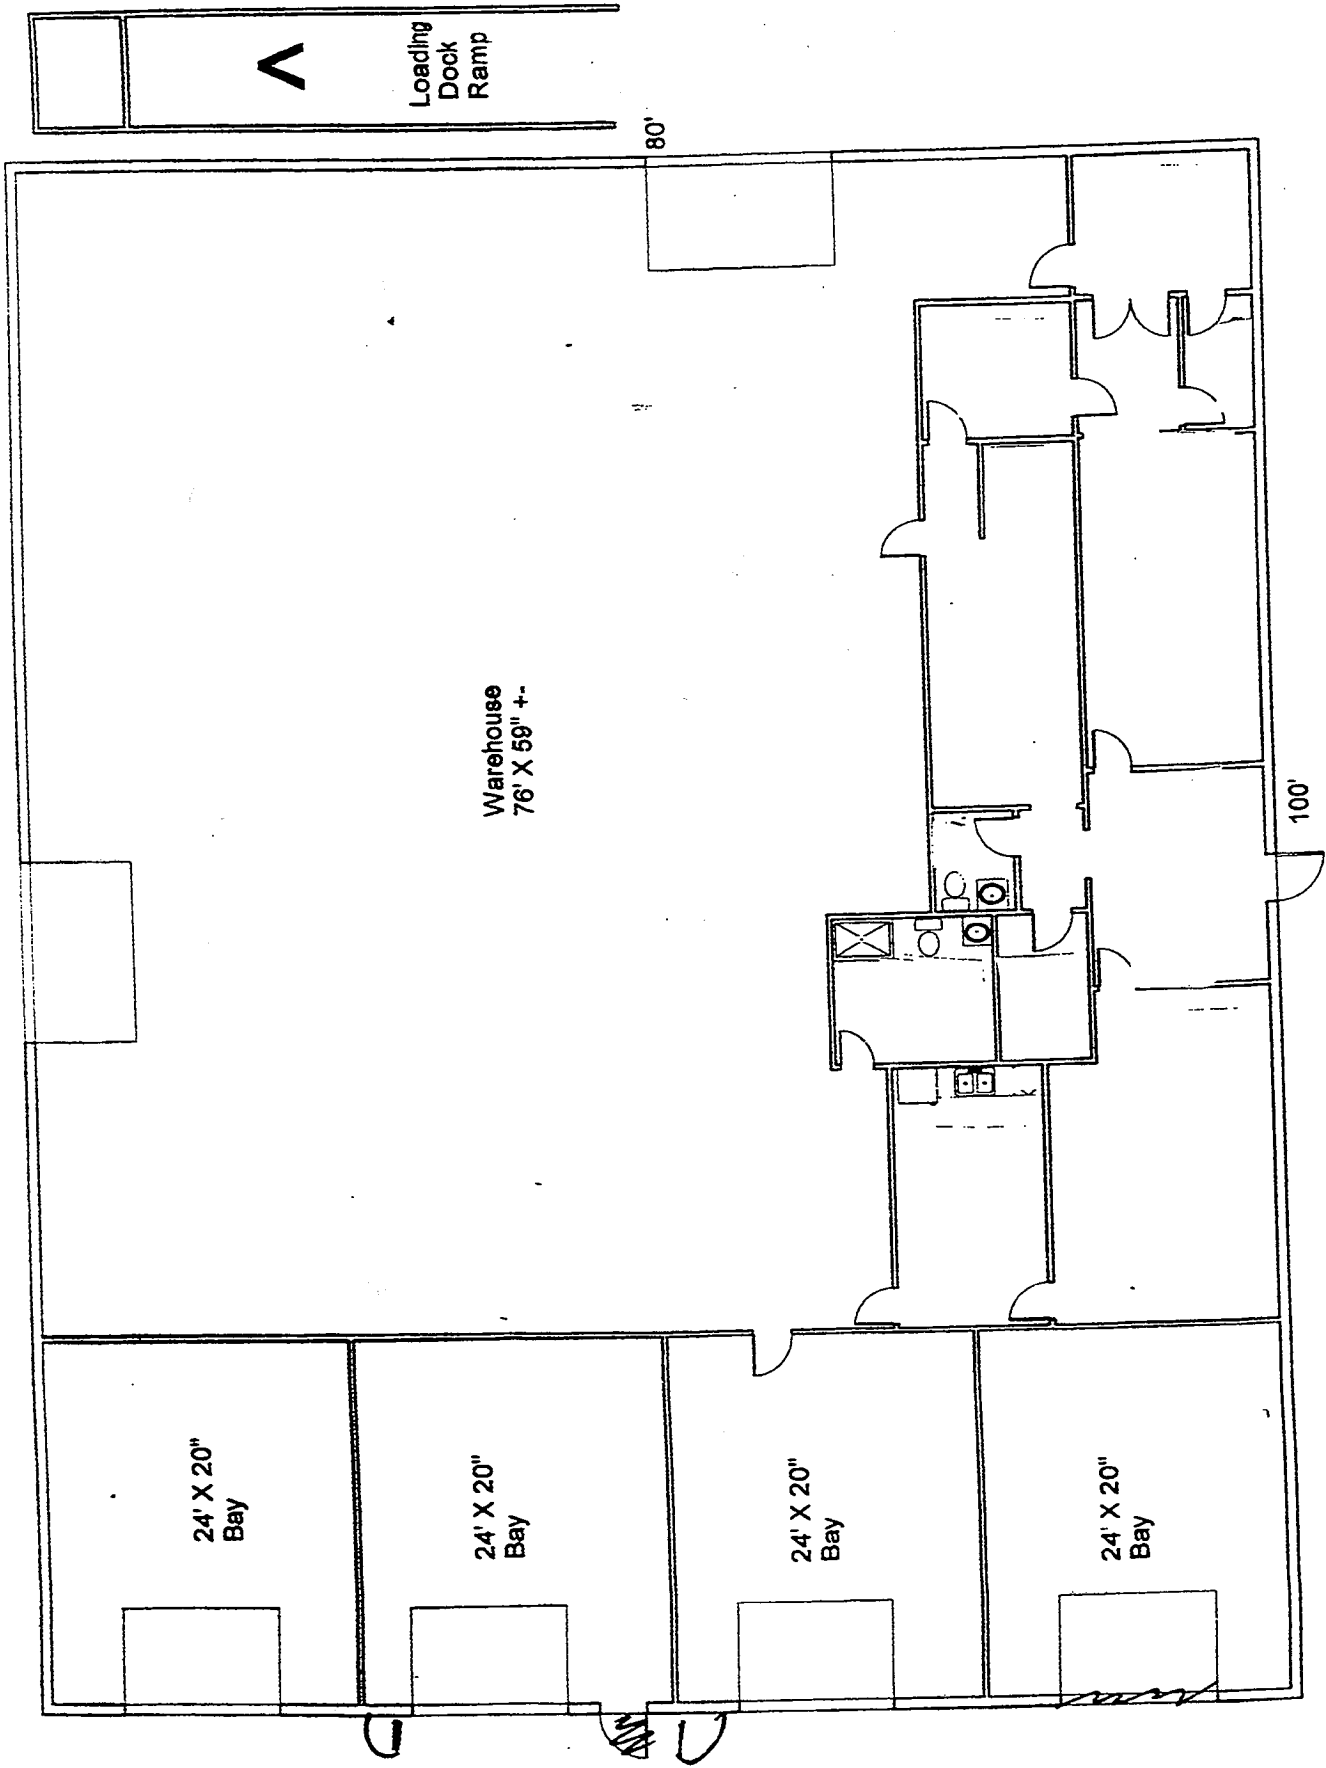 Loading
Dock
Ramp
80'
Warehouse
76' X 59" +-
100'
24' X 20"
Bay
24' X 20"
Bay
24' X 20"
Bay
24' X 20"
Bay